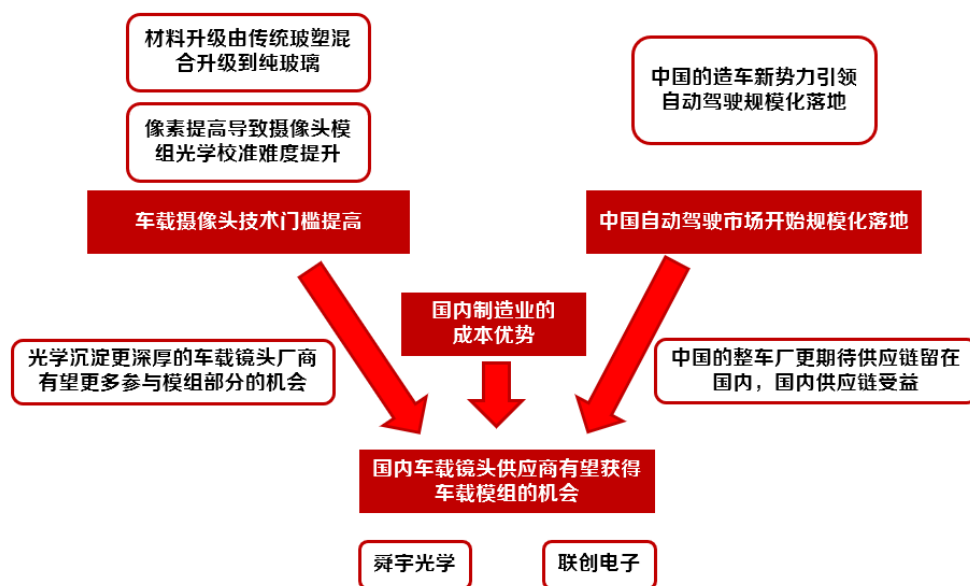 材料升级由传统玻塑混
合升级到纯玻璃
中国的造车新势力引领
自动驾驶规模化落地
像素提高导致摄像头模
组光学校准难度提升
车载摄像头技术门槛提高
中国自动驾驶市场开始规模化落地
国内制造业的
成本优势
光学沉淀更深厚的车载镜头厂商
有望更多参与模组部分的机会
中国的整车厂更期待供应链留在
国内，国内供应链受益
国内车载镜头供应商有望获得
车载模组的机会
舜宇光学
联创电子